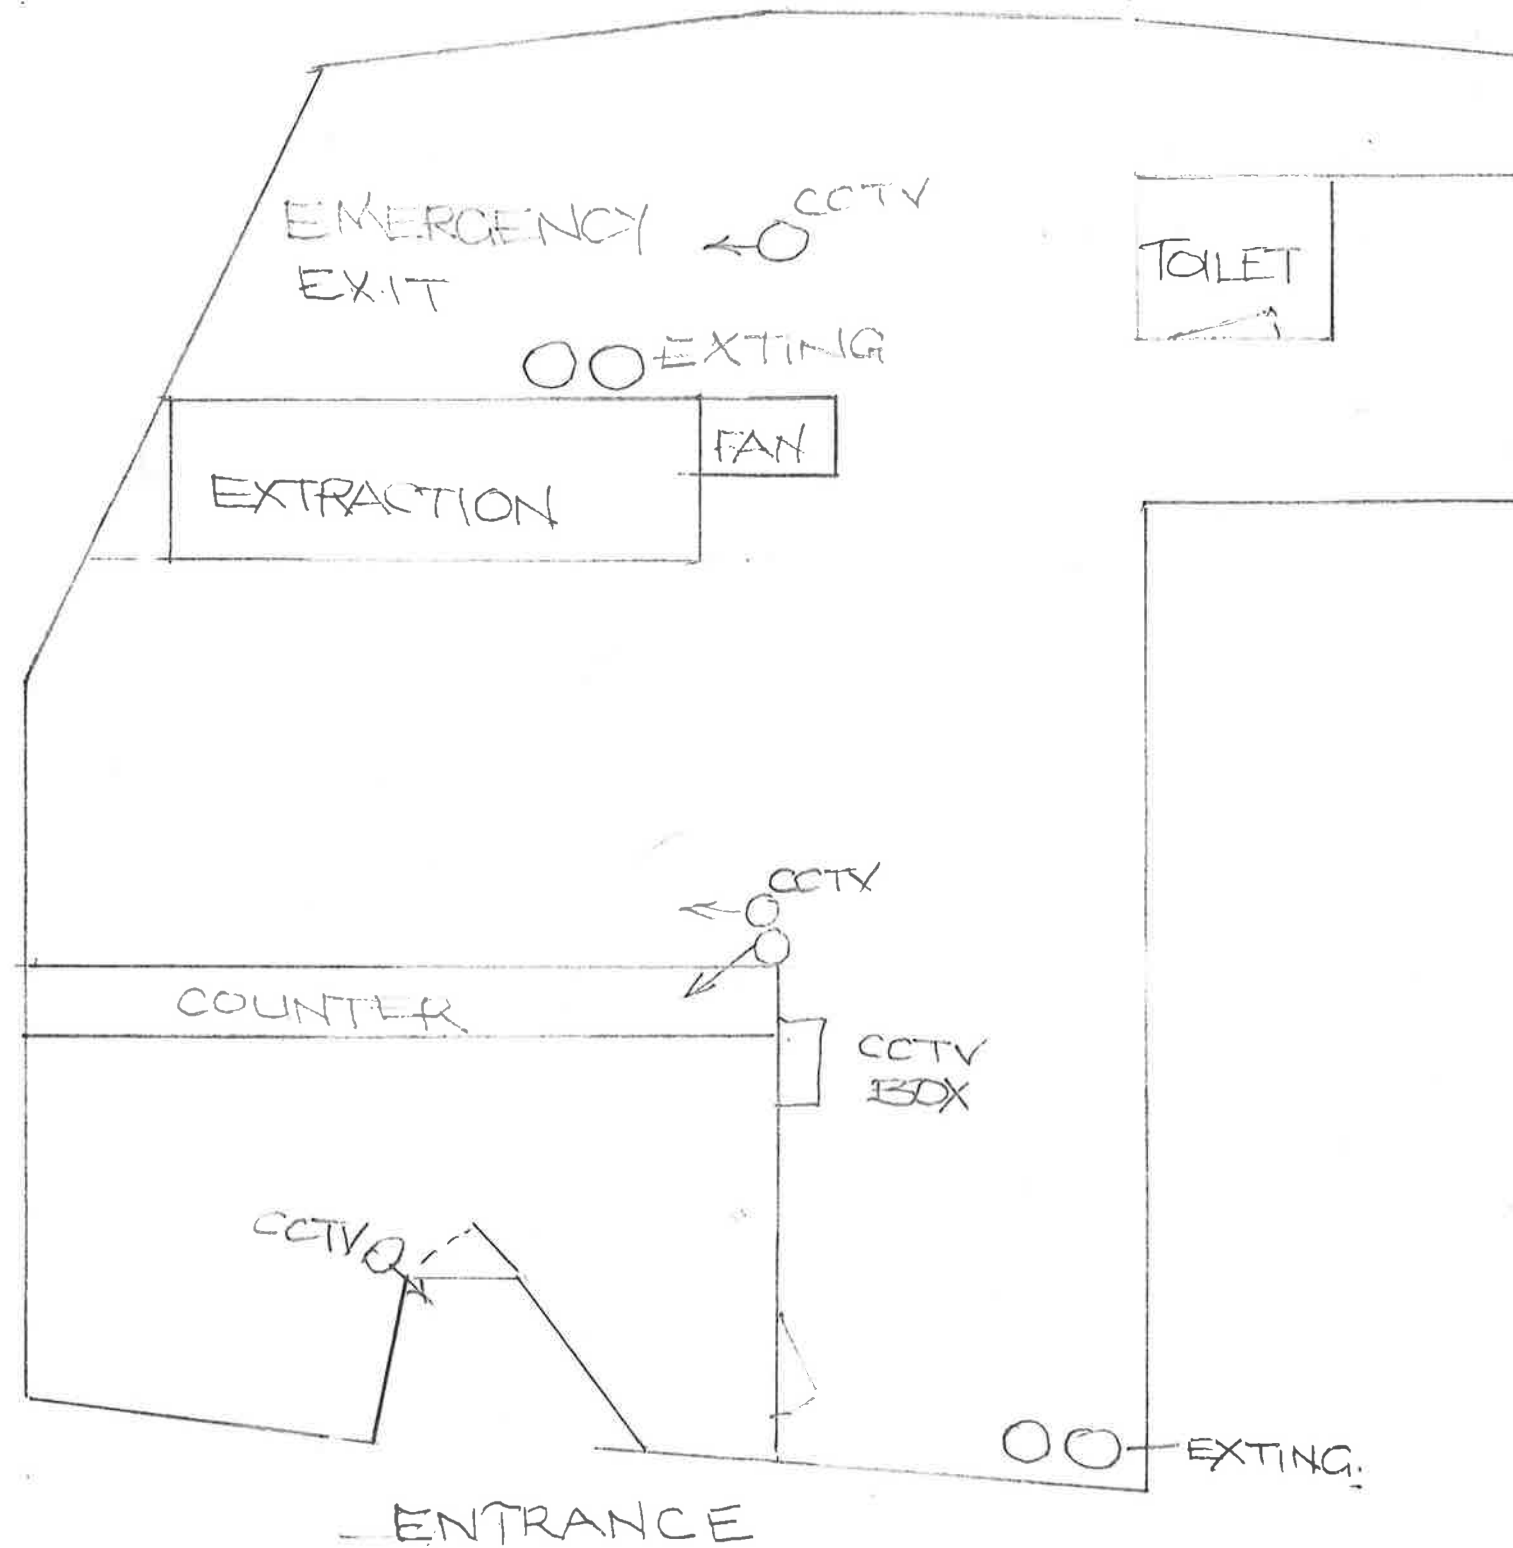 CCTV
EMERGENCY
EXIT
TOILET
EXTING
FAN
EXTRACTION
CCTV
COUNTER
CCTV
BOX
CCTV
EXTING.
ENTRANCE